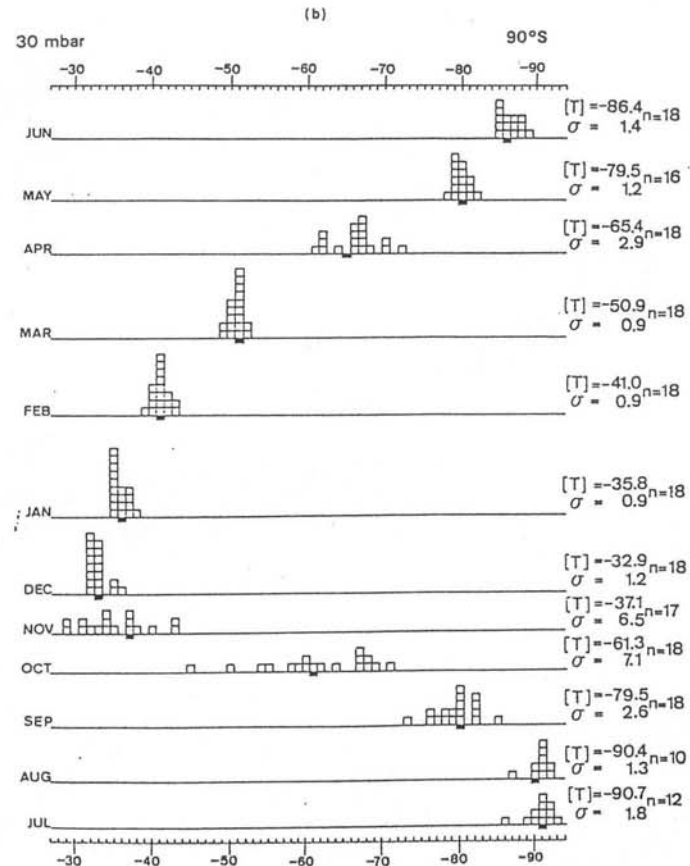 (b)
30 mbar 90°S
-30 -40 -50 -60 -70 -80 -90
JUN [T] =-86.4 n=18
σ = 1.4
MAY [T] =-79.5 n=16
σ = 1.2
APR [T] =-65.4 n=18
σ = 2.9
MAR [T] =-50.9 n=18
σ = 0.9
FEB [T] =-41.0 n=18
σ = 0.9
JAN [T] =-35.8 n=18
σ = 0.9
DEC [T] =-32.9 n=18
σ = 1.2
NOV [T] =-37.1 n=17
σ = 6.5
OCT [T] =-61.3 n=18
σ = 7.1
SEP [T] =-79.5 n=18
σ = 2.6
AUG [T] =-90.4 n=10
σ = 1.3
JUL [T] =-90.7 n=12
σ = 1.8
-30 -40 -50 -60 -70 -80 -90